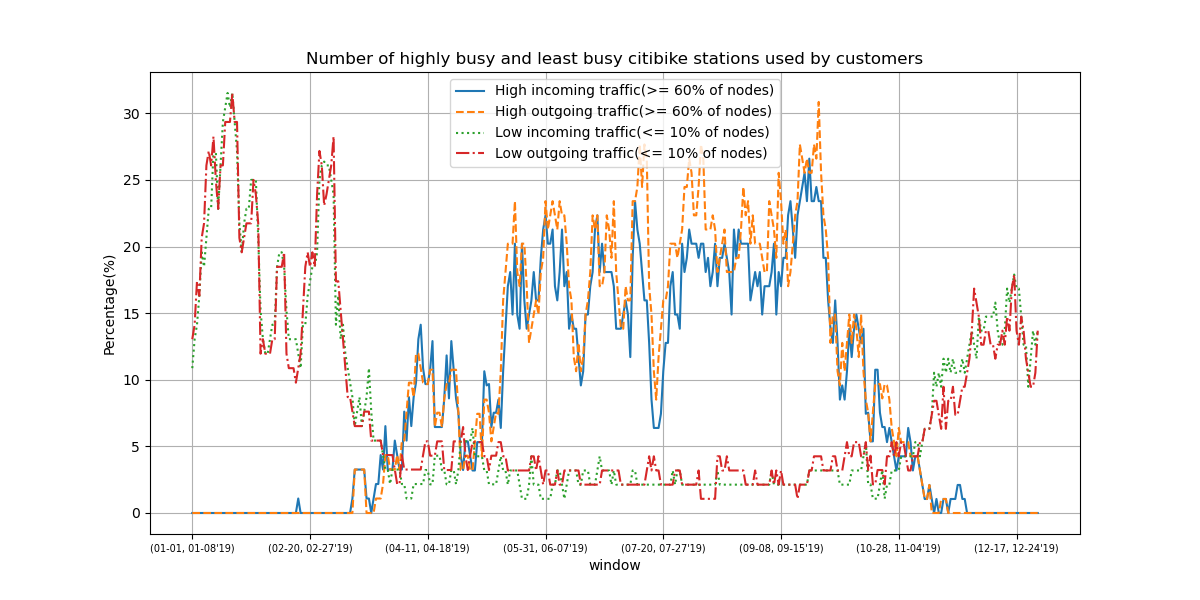 Number of highly busy and least busy citibike stations used by customers
High incoming traffic(>= 60% of nodes)
High outgoing traffic(>= 60% of nodes)
Low incoming traffic(<= 10% of nodes)
Low outgoing traffic(<= 10% of nodes)
Percentage(%)
30
25
20
15
10
5
0
(01-01, 01-08'19) (02-20, 02-27'19) (04-11, 04-18'19) (05-31, 06-07'19) (07-20, 07-27'19) (09-08, 09-15'19) (10-28, 11-04'19) (12-17, 12-24'19)
window